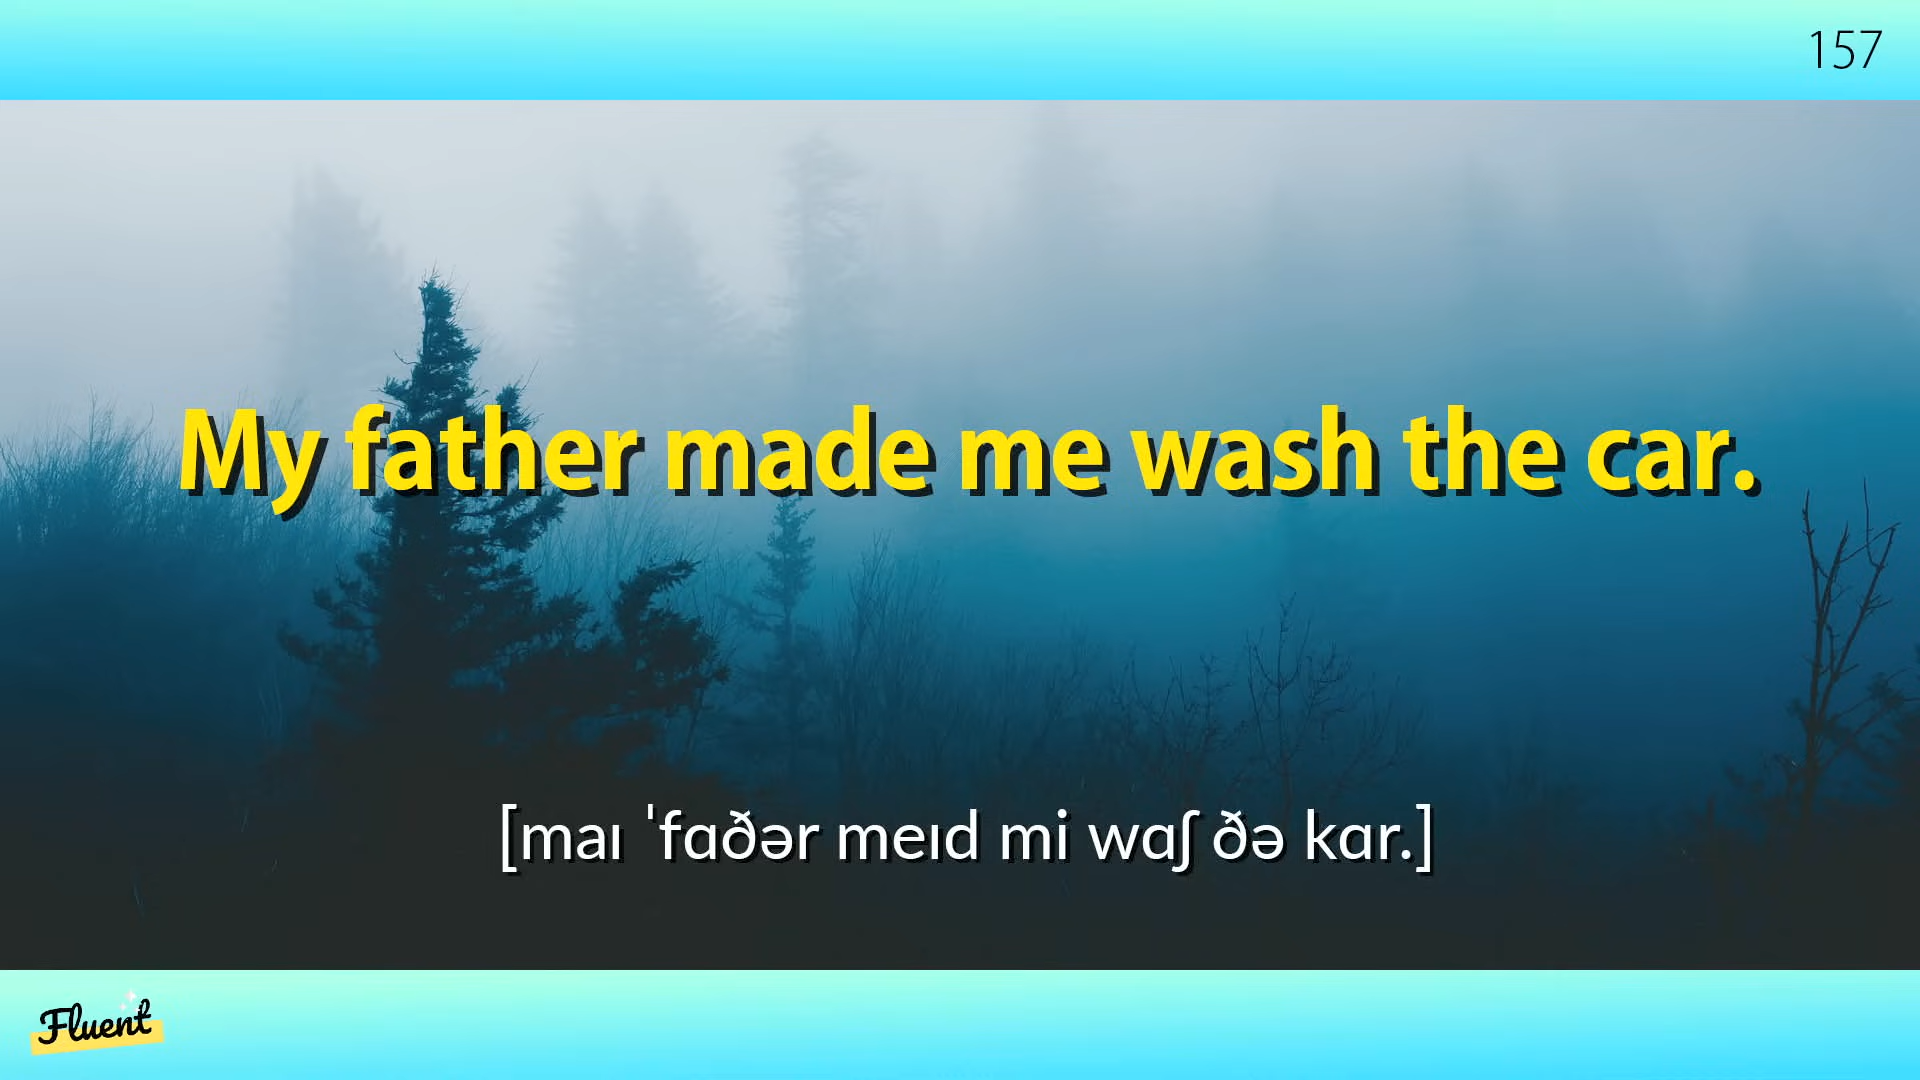 157
My father made me wash the car.
[maɪ ˈfɑðər meɪd mi wɑʃ ðə kɑr.]
Fluent